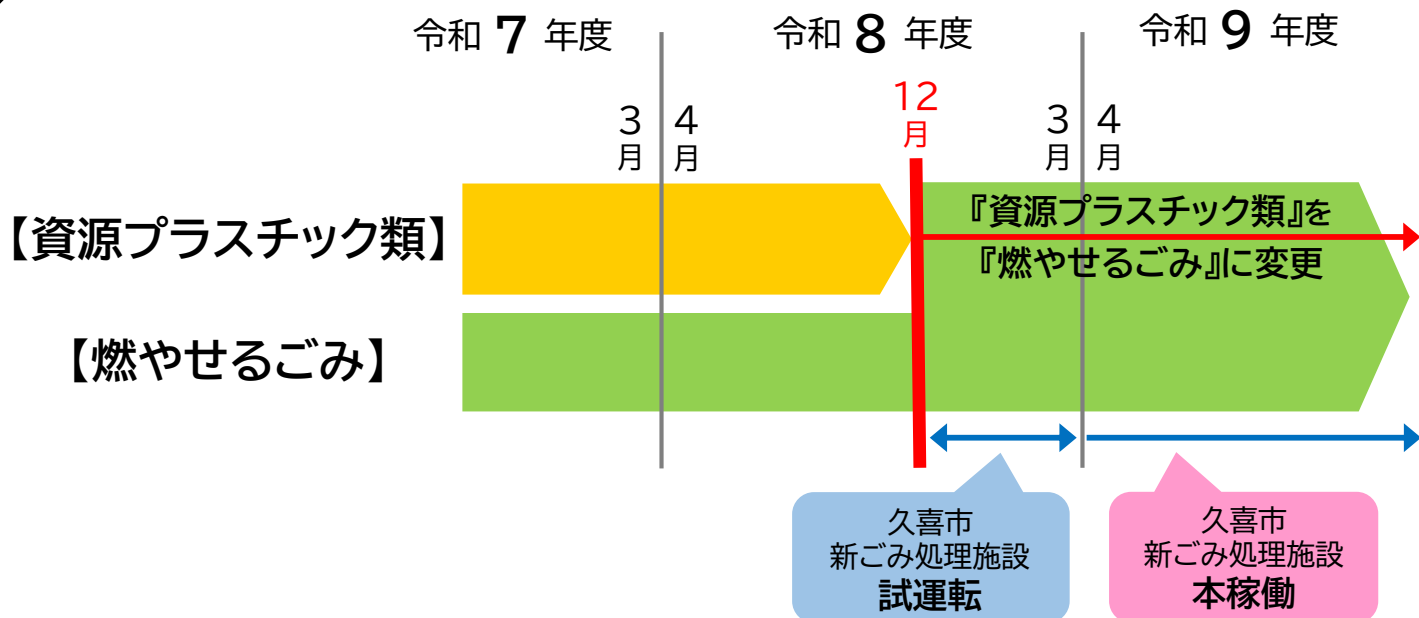 令和 7 年度
令和 8 年度
令和 9 年度
3月
4月
12月
3月
4月
【資源プラスチック類】
『資源プラスチック類』を
『燃やせるごみ』に変更
【燃やせるごみ】
久喜市
新ごみ処理施設
試運転
久喜市
新ごみ処理施設
本稼働